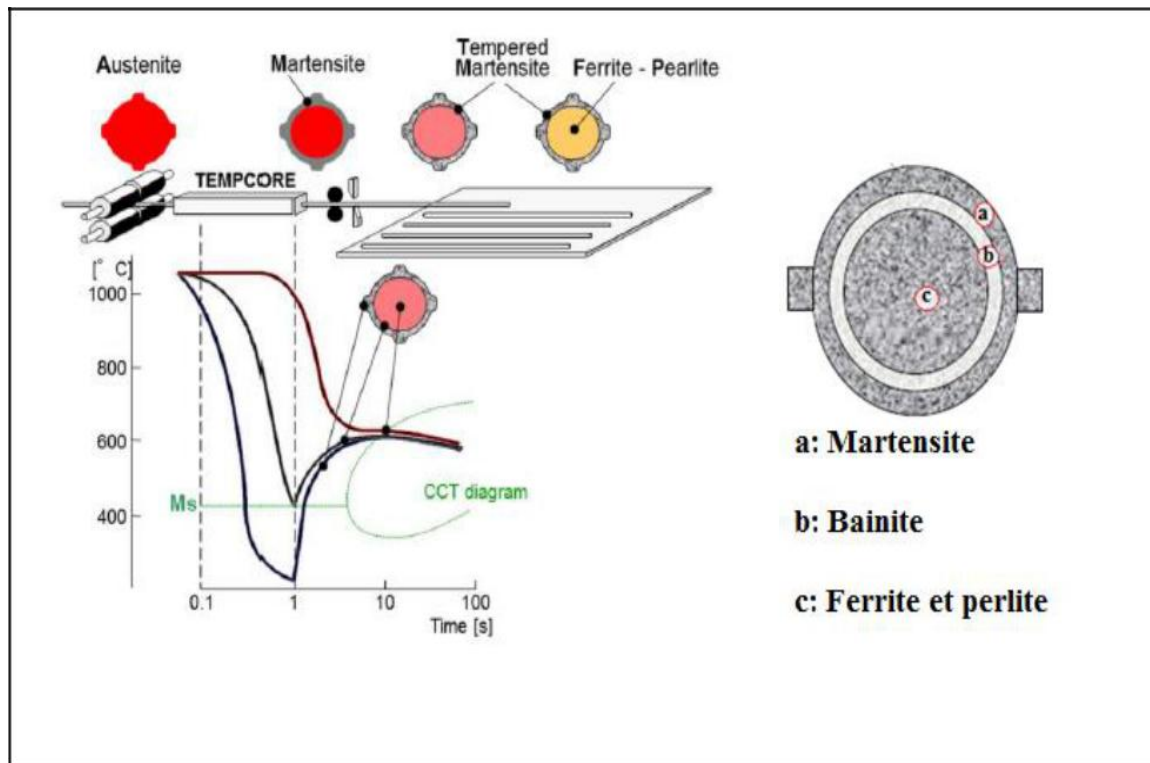 Austenite
Martensite
Tempered
Martensite
Ferrite - Pearlite
TEMPCORE
[° C]
1000
800
600
400
Ms
CCT diagram
0.1
1
10
100
Time [s]
a
b
c
a: Martensite
b: Bainite
c: Ferrite et perlite